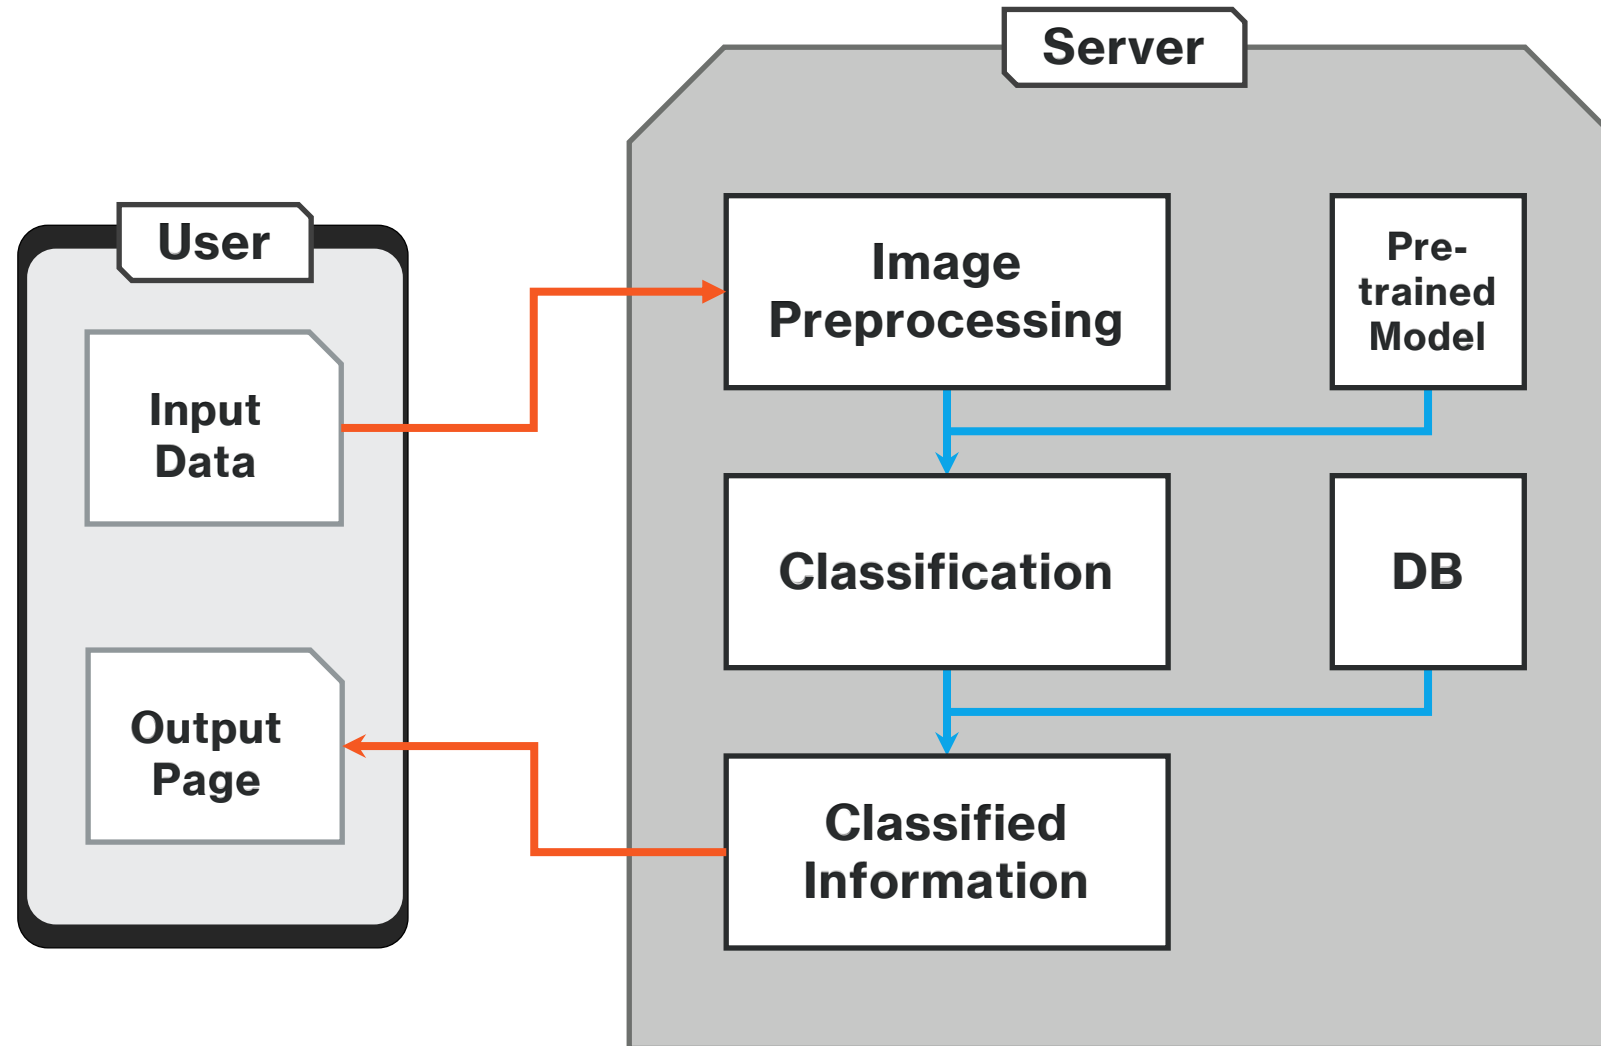 Server
User
Image
Preprocessing
Pre-
trained
Model
Input
Data
Classification
DB
Output
Page
Classified
Information